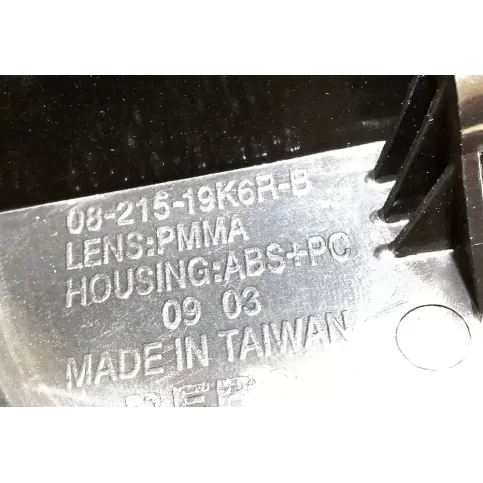 08-215-19K6R-B
LENS:PMMA
HOUSING:ABS+PC
09 03
MADE IN TAIWAN